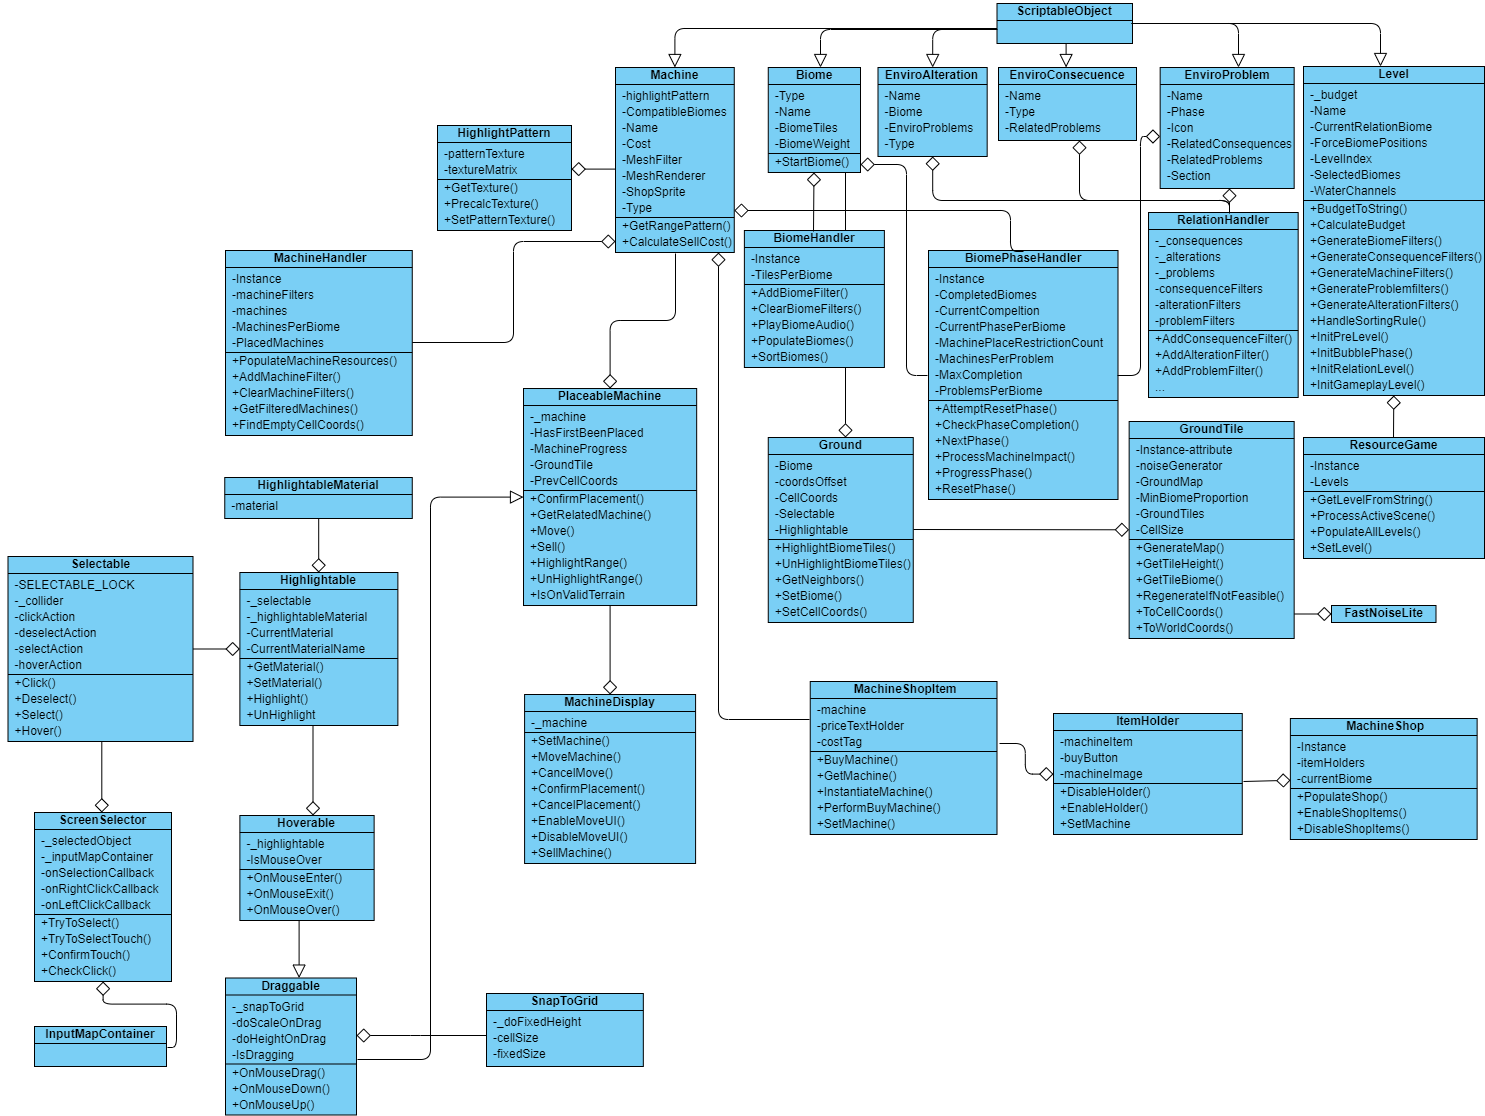 ScriptableObject
Machine
-highlightPattern
-CompatibleBiomes
-Name
-Cost
-MeshFilter
-MeshRenderer
-ShopSprite
-Type
+GetRangePattern()
+CalculateSellCost()
Biome
-Type
-Name
-BiomeTiles
-BiomeWeight
+StartBiome()
EnviroAlteration
-Name
-Biome
-EnviroProblems
-Type
EnviroConsecuence
-Name
-Type
-RelatedProblems
EnviroProblem
-Name
-Phase
-Icon
-RelatedConsequences
-RelatedProblems
-Section
Level
-_budget
-Name
-CurrentRelationBiome
-ForceBiomePositions
-LevelIndex
-SelectedBiomes
-WaterChannels
+BudgetToString()
+CalculateBudget
+GenerateBiomeFilters()
+GenerateConsequenceFilters()
+GenerateMachineFilters()
+GenerateProblemfilters()
+GenerateAlterationFilters()
+HandleSortingRule()
+InitPreLevel()
+InitBubblePhase()
+InitRelationLevel()
+InitGameplayLevel()
HighlightPattern
-patternTexture
-textureMatrix
+GetTexture()
+PrecalcTexture()
+SetPatternTexture()
MachineHandler
-Instance
-machineFilters
-machines
-MachinesPerBiome
-PlacedMachines
+PopulateMachineResources()
+AddMachineFilter()
+ClearMachineFilters()
+GetFilteredMachines()
+FindEmptyCellCoords()
BiomeHandler
-Instance
-TilesPerBiome
+AddBiomeFilter()
+ClearBiomeFilters()
+PlayBiomeAudio()
+PopulateBiomes()
+SortBiomes()
BiomePhaseHandler
-Instance
-CompletedBiomes
-CurrentCompeltion
-CurrentPhasePerBiome
-MachinePlaceRestrictionCount
-MachinesPerProblem
-MaxCompletion
-ProblemsPerBiome
+AttemptResetPhase()
+CheckPhaseCompletion()
+NextPhase()
+ProcessMachineImpact()
+ProgressPhase()
+ResetPhase()
RelationHandler
-_consequences
-_alterations
-_problems
-consequenceFilters
-alterationFilters
-problemFilters
+AddConsequenceFilter()
+AddAlterationFilter()
+AddProblemFilter()
...
PlaceableMachine
-_machine
-HasFirstBeenPlaced
-MachineProgress
-GroundTile
-PrevCellCoords
+ConfirmPlacement()
+GetRelatedMachine()
+Move()
+Sell()
+HighlightRange()
+UnHighlightRange()
+IsOnValidTerrain
Ground
-Biome
-coordsOffset
-CellCoords
-Selectable
-Highlightable
+HighlightBiomeTiles()
+UnHighlightBiomeTiles()
+GetNeighbors()
+SetBiome()
+SetCellCoords()
GroundTile
-Instance-attribute
-noiseGenerator
-GroundMap
-MinBiomeProportion
-GroundTiles
-CellSize
+GenerateMap()
+GetTileHeight()
+GetTileBiome()
+RegenerateIfNotFeasible()
+ToCellCoords()
+ToWorldCoords()
ResourceGame
-Instance
-Levels
+GetLevelFromString()
+ProcessActiveScene()
+PopulateAllLevels()
+SetLevel()
FastNoiseLite
HighlightableMaterial
-material
Selectable
-SELECTABLE_LOCK
-_collider
-clickAction
-deselectAction
-selectAction
-hoverAction
+Click()
+Deselect()
+Select()
+Hover()
Highlightable
-_selectable
-_highlightableMaterial
-CurrentMaterial
-CurrentMaterialName
+GetMaterial()
+SetMaterial()
+Highlight()
+UnHighlight
MachineDisplay
-_machine
+SetMachine()
+MoveMachine()
+CancelMove()
+ConfirmPlacement()
+CancelPlacement()
+EnableMoveUI()
+DisableMoveUI()
+SellMachine()
MachineShopItem
-machine
-priceTextHolder
-costTag
+BuyMachine()
+GetMachine()
+InstantiateMachine()
+PerformBuyMachine()
+SetMachine()
ItemHolder
-machineItem
-buyButton
-machineImage
+DisableHolder()
+EnableHolder()
+SetMachine
MachineShop
-Instance
-itemHolders
-currentBiome
+PopulateShop()
+EnableShopItems()
+DisableShopItems()
ScreenSelector
-_selectedObject
-_inputMapContainer
-onSelectionCallback
-onRightClickCallback
-onLeftClickCallback
+TryToSelect()
+TryToSelectTouch()
+ConfirmTouch()
+CheckClick()
Hoverable
-_highlightable
-IsMouseOver
+OnMouseEnter()
+OnMouseExit()
+OnMouseOver()
InputMapContainer
Draggable
-_snapToGrid
-doScaleOnDrag
-doHeightOnDrag
-IsDragging
+OnMouseDrag()
+OnMouseDown()
+OnMouseUp()
SnapToGrid
-_doFixedHeight
-cellSize
-fixedSize